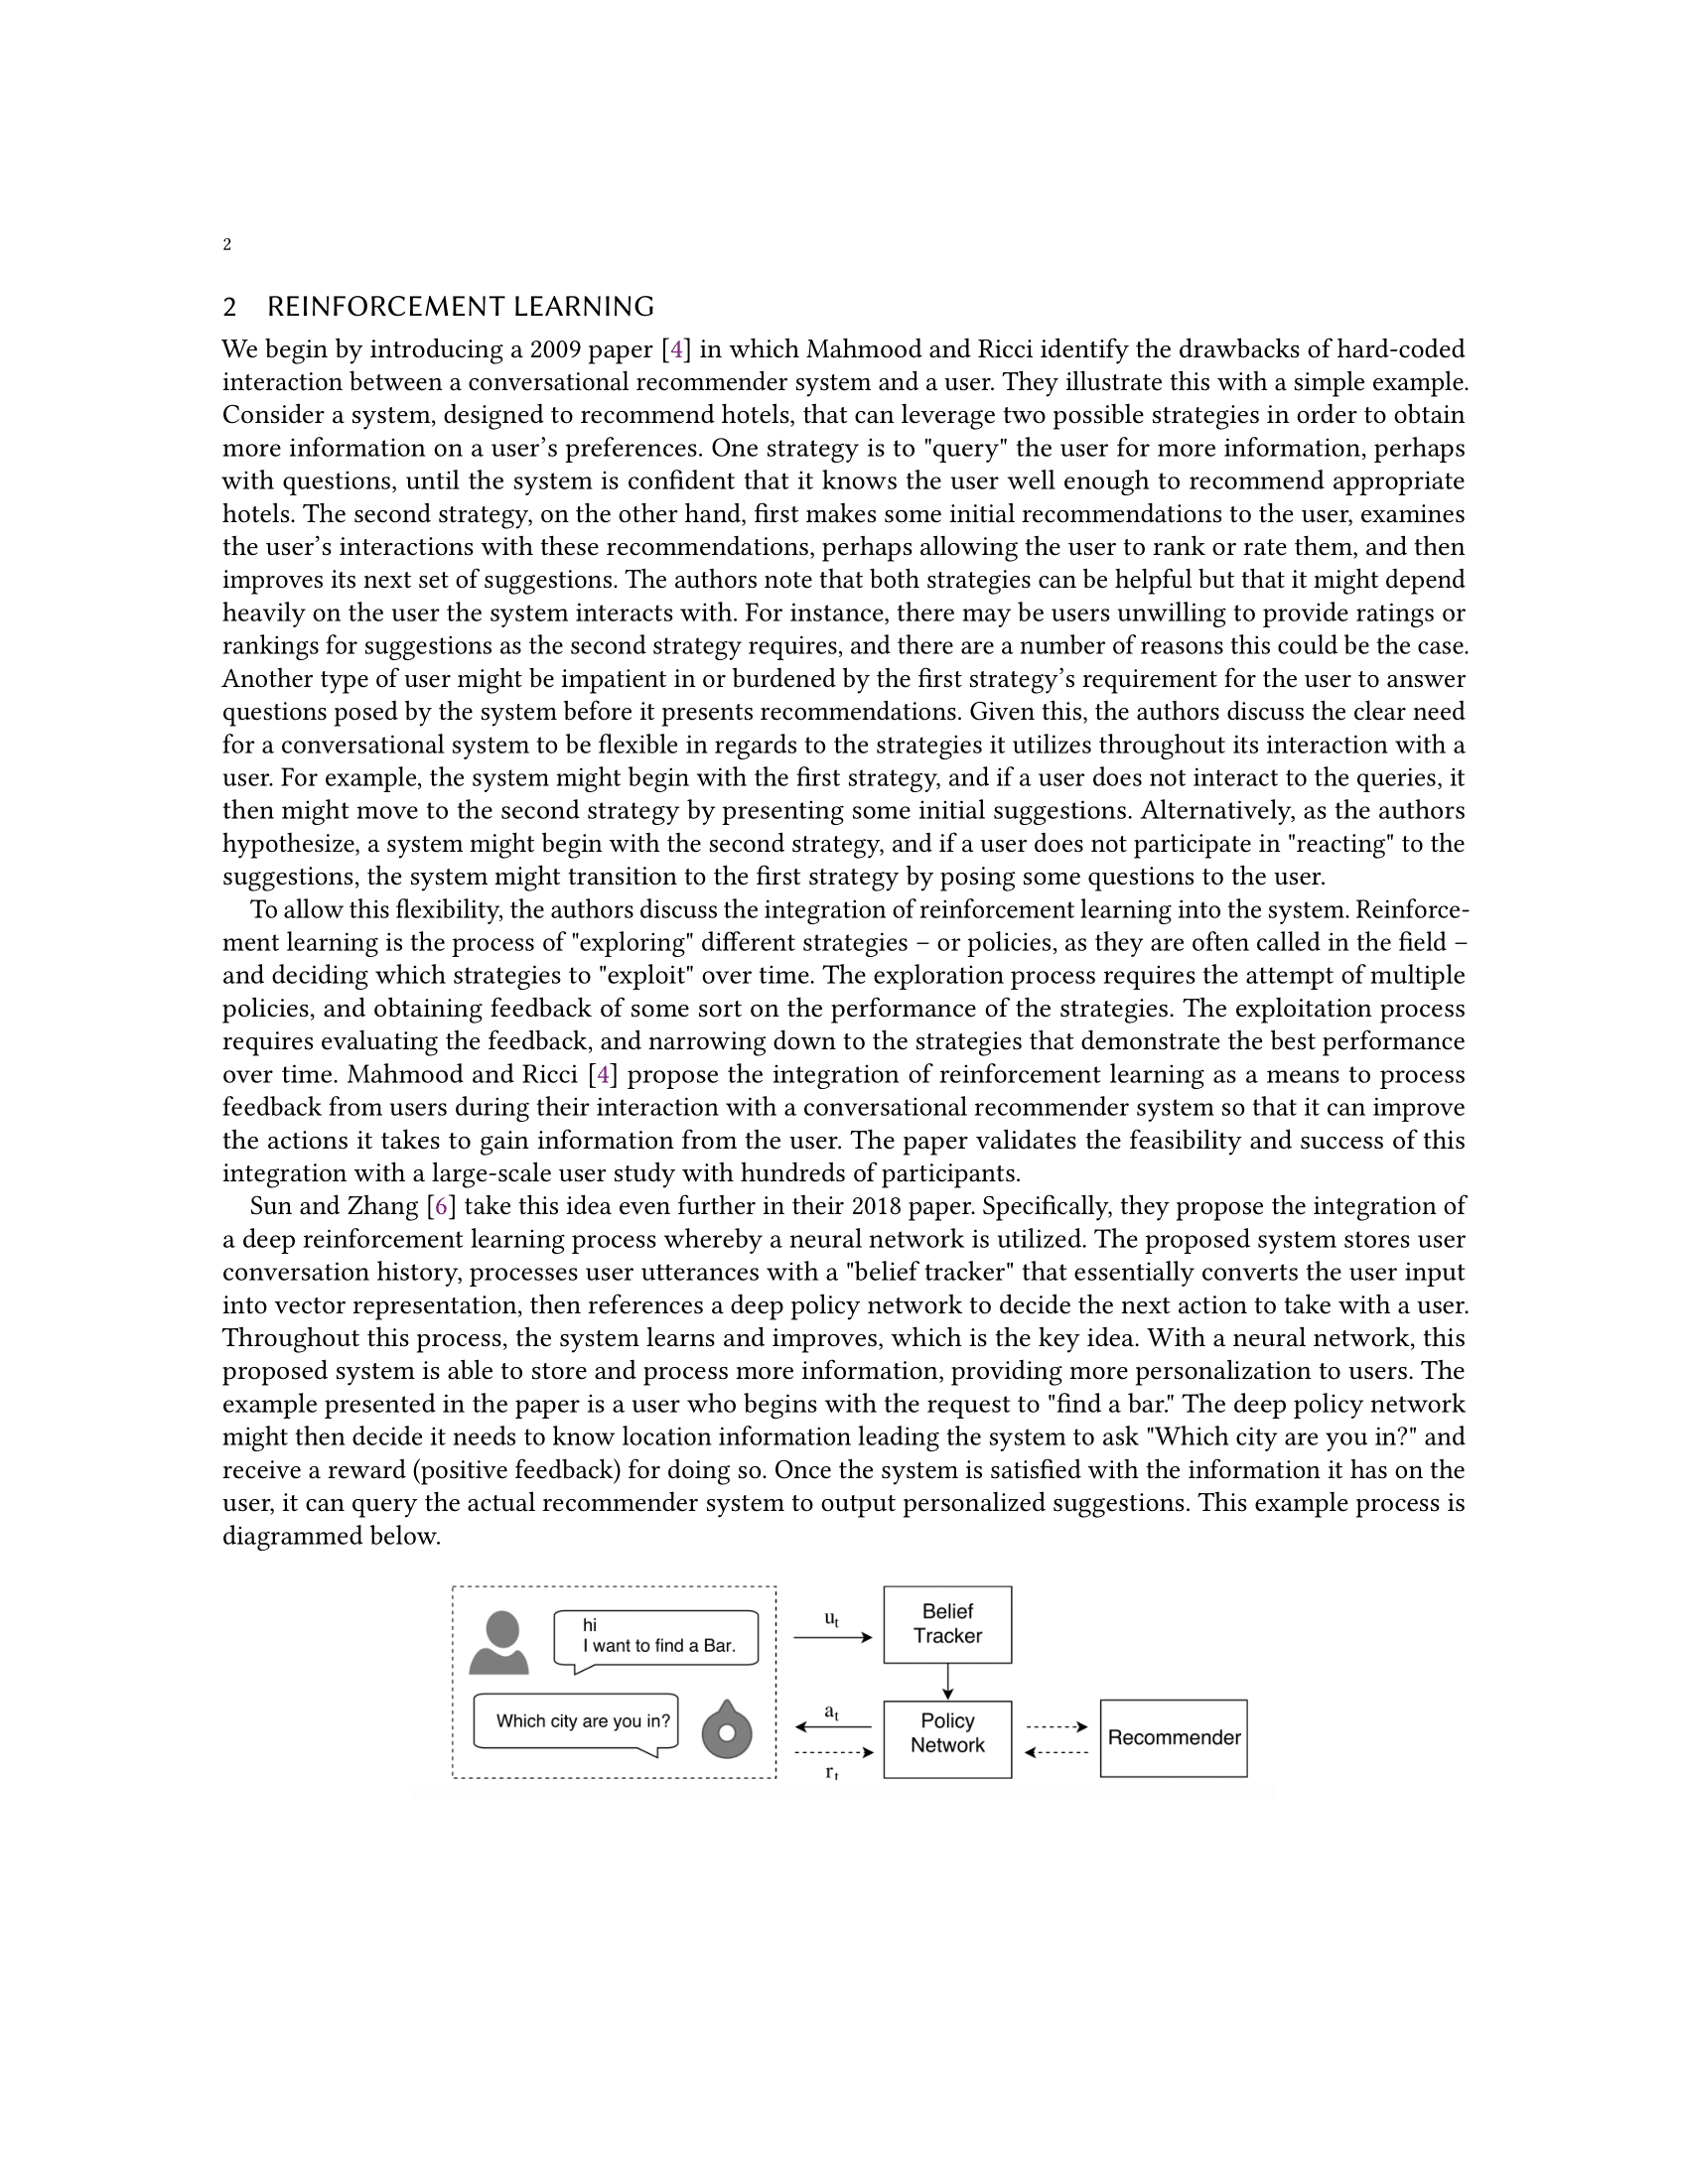 2
2 REINFORCEMENT LEARNING
We begin by introducing a 2009 paper [4] in which Mahmood and Ricci identify the drawbacks of hard-coded
interaction between a conversational recommender system and a user. They illustrate this with a simple example.
Consider a system, designed to recommend hotels, that can leverage two possible strategies in order to obtain
more information on a user's preferences. One strategy is to "query" the user for more information, perhaps
with questions, until the system is confident that it knows the user well enough to recommend appropriate
hotels. The second strategy, on the other hand, first makes some initial recommendations to the user, examines
the user's interactions with these recommendations, perhaps allowing the user to rank or rate them, and then
improves its next set of suggestions. The authors note that both strategies can be helpful but that it might depend
heavily on the user the system interacts with. For instance, there may be users unwilling to provide ratings or
rankings for suggestions as the second strategy requires, and there are a number of reasons this could be the case.
Another type of user might be impatient in or burdened by the first strategy's requirement for the user to answer
questions posed by the system before it presents recommendations. Given this, the authors discuss the clear need
for a conversational system to be flexible in regards to the strategies it utilizes throughout its interaction with a
user. For example, the system might begin with the first strategy, and if a user does not interact to the queries, it
then might move to the second strategy by presenting some initial suggestions. Alternatively, as the authors
hypothesize, a system might begin with the second strategy, and if a user does not participate in "reacting" to the
suggestions, the system might transition to the first strategy by posing some questions to the user.
To allow this flexibility, the authors discuss the integration of reinforcement learning into the system. Reinforce-
ment learning is the process of "exploring" different strategies – or policies, as they are often called in the field –
and deciding which strategies to "exploit" over time. The exploration process requires the attempt of multiple
policies, and obtaining feedback of some sort on the performance of the strategies. The exploitation process
requires evaluating the feedback, and narrowing down to the strategies that demonstrate the best performance
over time. Mahmood and Ricci [4] propose the integration of reinforcement learning as a means to process
feedback from users during their interaction with a conversational recommender system so that it can improve
the actions it takes to gain information from the user. The paper validates the feasibility and success of this
integration with a large-scale user study with hundreds of participants.
Sun and Zhang [6] take this idea even further in their 2018 paper. Specifically, they propose the integration of
a deep reinforcement learning process whereby a neural network is utilized. The proposed system stores user
conversation history, processes user utterances with a "belief tracker" that essentially converts the user input
into vector representation, then references a deep policy network to decide the next action to take with a user.
Throughout this process, the system learns and improves, which is the key idea. With a neural network, this
proposed system is able to store and process more information, providing more personalization to users. The
example presented in the paper is a user who begins with the request to "find a bar." The deep policy network
might then decide it needs to know location information leading the system to ask "Which city are you in?" and
receive a reward (positive feedback) for doing so. Once the system is satisfied with the information it has on the
user, it can query the actual recommender system to output personalized suggestions. This example process is
diagrammed below.
hi
I want to find a Bar.
Which city are you in?
u_t
a_t
r_t
Belief
Tracker
Policy
Network
Recommender